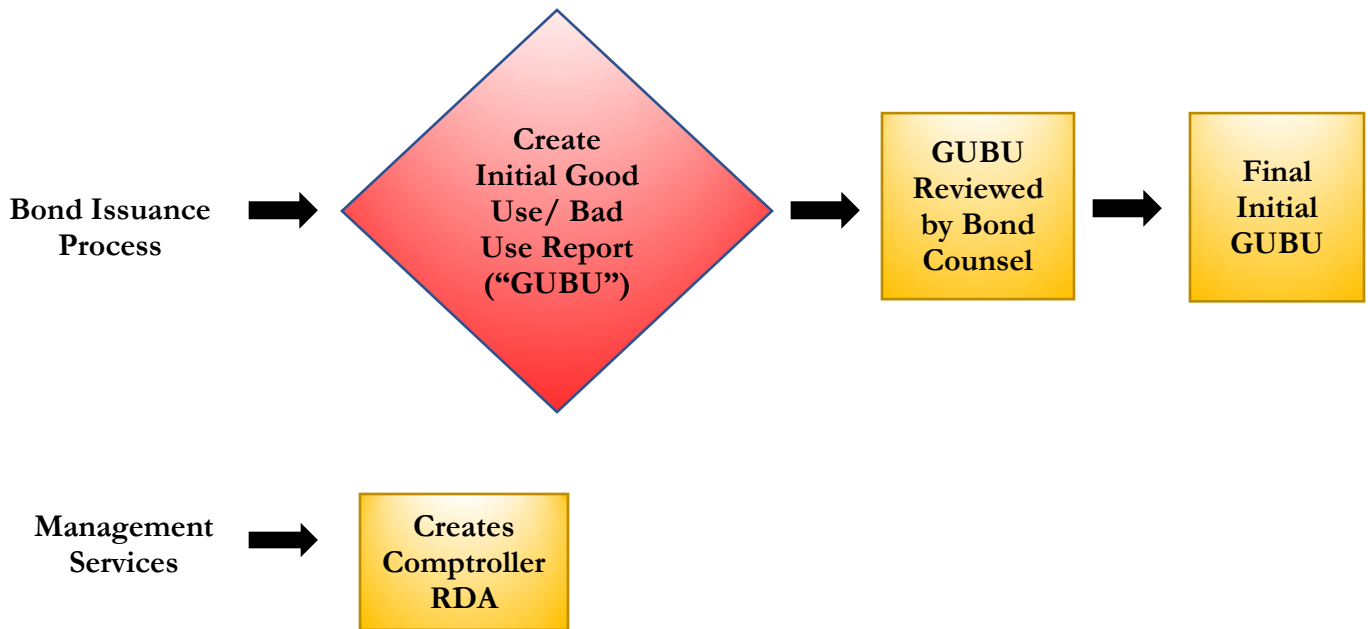 Bond Issuance
Process
Create
Initial Good
Use/ Bad
Use Report
(“GUBU”)
GUBU
Reviewed
by Bond
Counsel
Final
Initial
GUBU
Management
Services
Creates
Comptroller
RDA